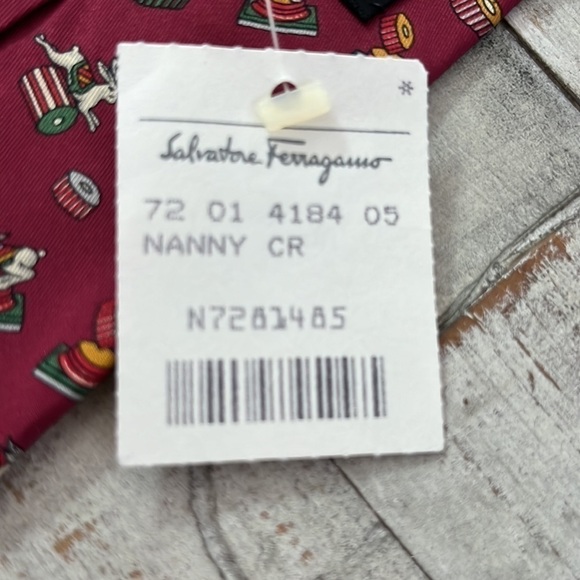 *
Salvatore Ferragamo
72 01 4184 05
NANNY CR
N7281485